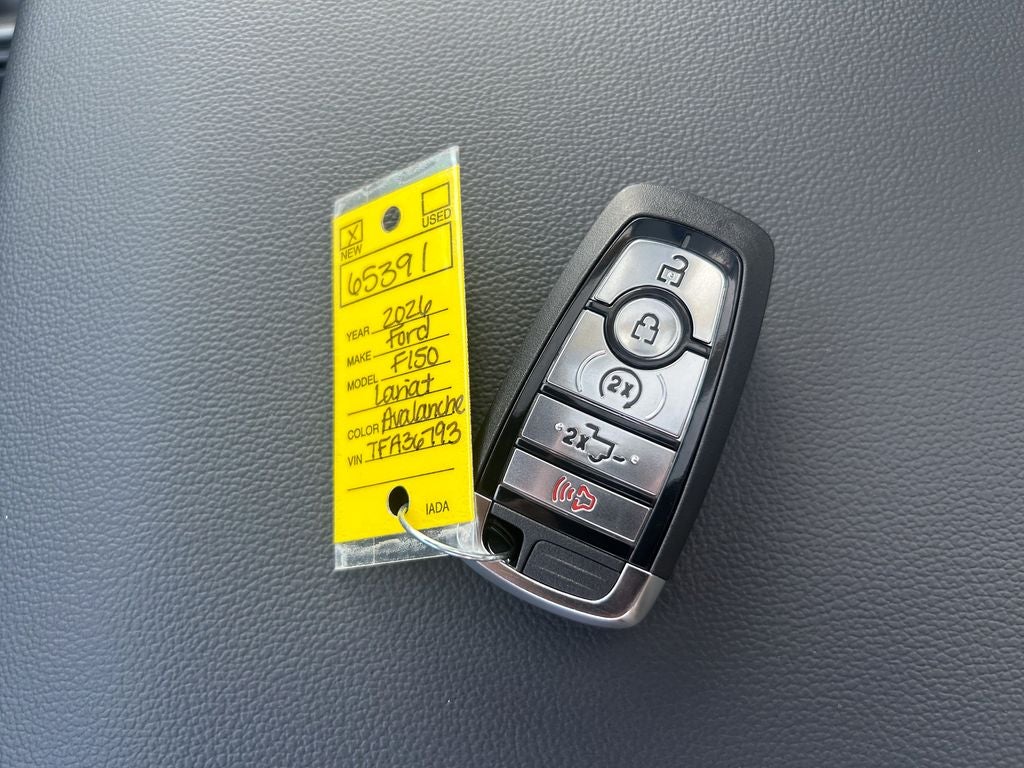 X
NEW
USED
65391
YEAR 2026
MAKE Ford
MODEL F150
Lariat
COLOR Avalanche
VIN TFA36793
IADA
2x
2x